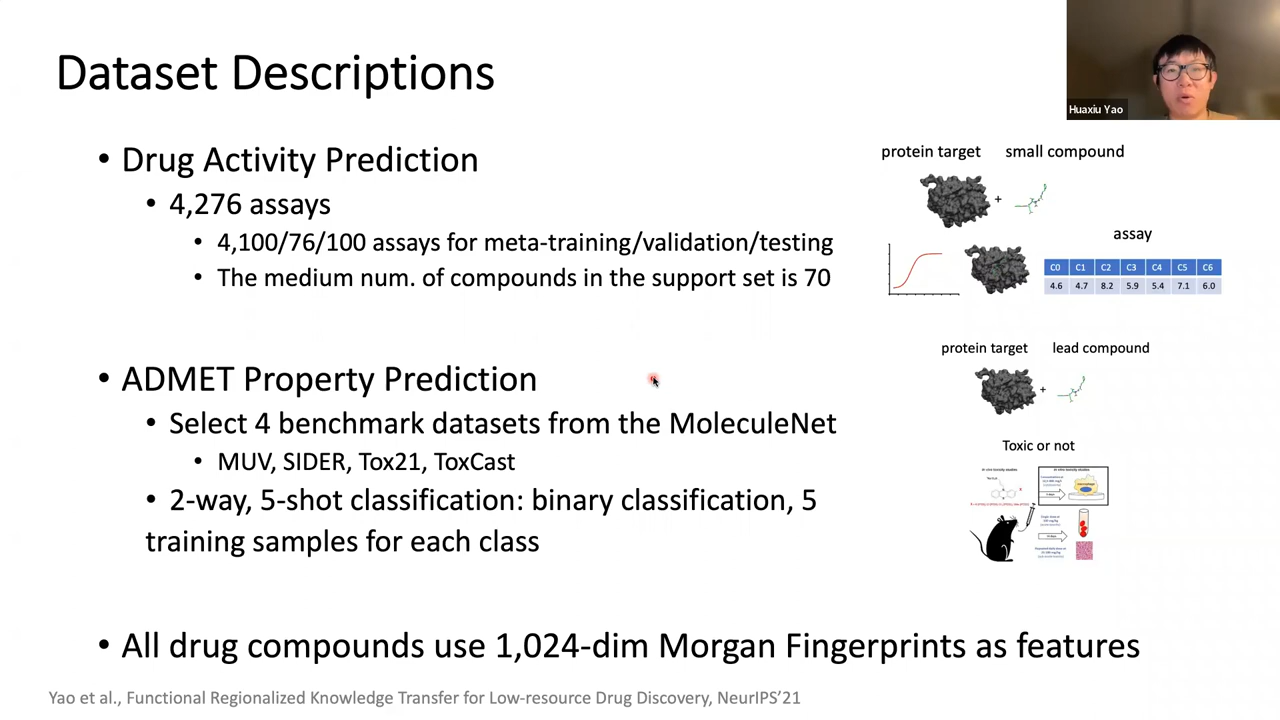 Dataset Descriptions
Huaxiu Yao
• Drug Activity Prediction
• 4,276 assays
• 4,100/76/100 assays for meta-training/validation/testing
• The medium num. of compounds in the support set is 70
protein target small compound
+
assay
C0 C1 C2 C3 C4 C5 C6
4.6 4.7 8.2 5.9 5.4 7.1 6.0
• ADMET Property Prediction
• Select 4 benchmark datasets from the MoleculeNet
• MUV, SIDER, Tox21, ToxCast
• 2-way, 5-shot classification: binary classification, 5
training samples for each class
protein target lead compound
+
Toxic or not
• All drug compounds use 1,024-dim Morgan Fingerprints as features
Yao et al., Functional Regionalized Knowledge Transfer for Low-resource Drug Discovery, NeurIPS’21